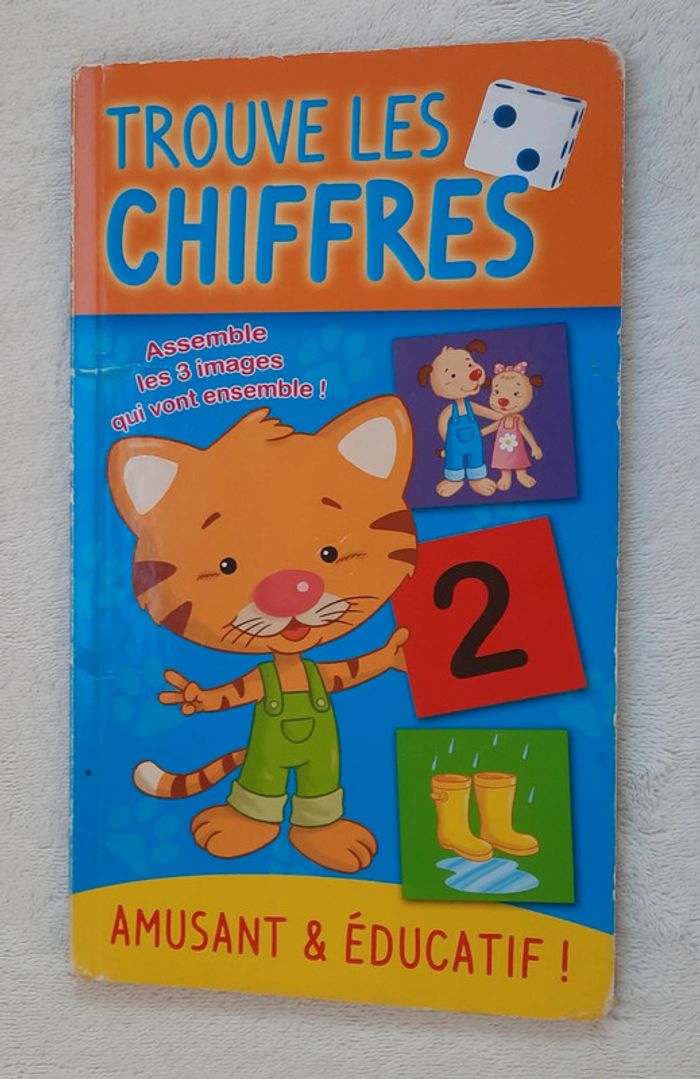 TROUVE LES
CHIFFRES
Assemble
les 3 images
qui vont ensemble !
2
AMUSANT & ÉDUCATIF !